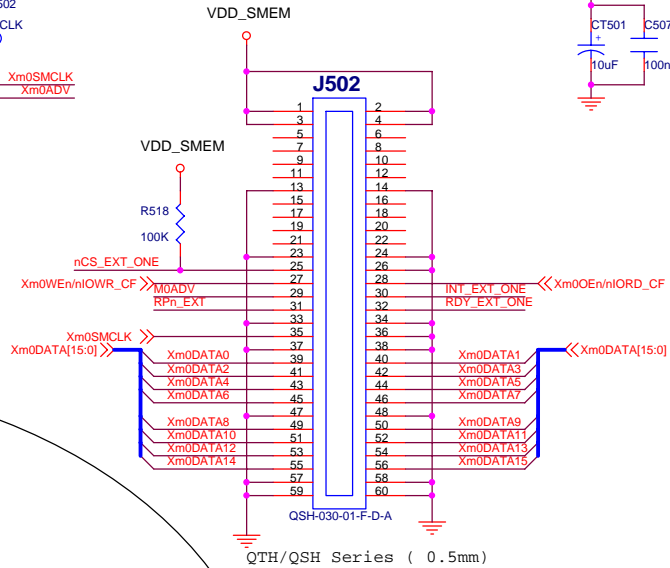 502
CLK
VDD_SMEM
CT501
C507
+
10uF
100n
Xm0SMCLK
Xm0ADV
J502
VDD_SMEM
R518
100K
1 2
3 4
5 6
7 8
9 10
11 12
13 14
15 16
17 18
19 20
21 22
23 24
nCS_EXT_ONE 25 26
Xm0WEn/nIOWR_CF 27 28 Xm0OEn/nIORD_CF
M0ADV 29 30 INT_EXT_ONE
RPn_EXT 31 32 RDY_EXT_ONE
33 34
Xm0SMCLK 35 36
Xm0DATA[15:0] 37 38 Xm0DATA[15:0]
Xm0DATA0 39 40 Xm0DATA1
Xm0DATA2 41 42 Xm0DATA3
Xm0DATA4 43 44 Xm0DATA5
Xm0DATA6 45 46 Xm0DATA7
47 48
Xm0DATA8 49 50 Xm0DATA9
Xm0DATA10 51 52 Xm0DATA11
Xm0DATA12 53 54 Xm0DATA13
Xm0DATA14 55 56 Xm0DATA15
57 58
59 60
QSH-030-01-F-D-A
QTH/QSH Series ( 0.5mm)